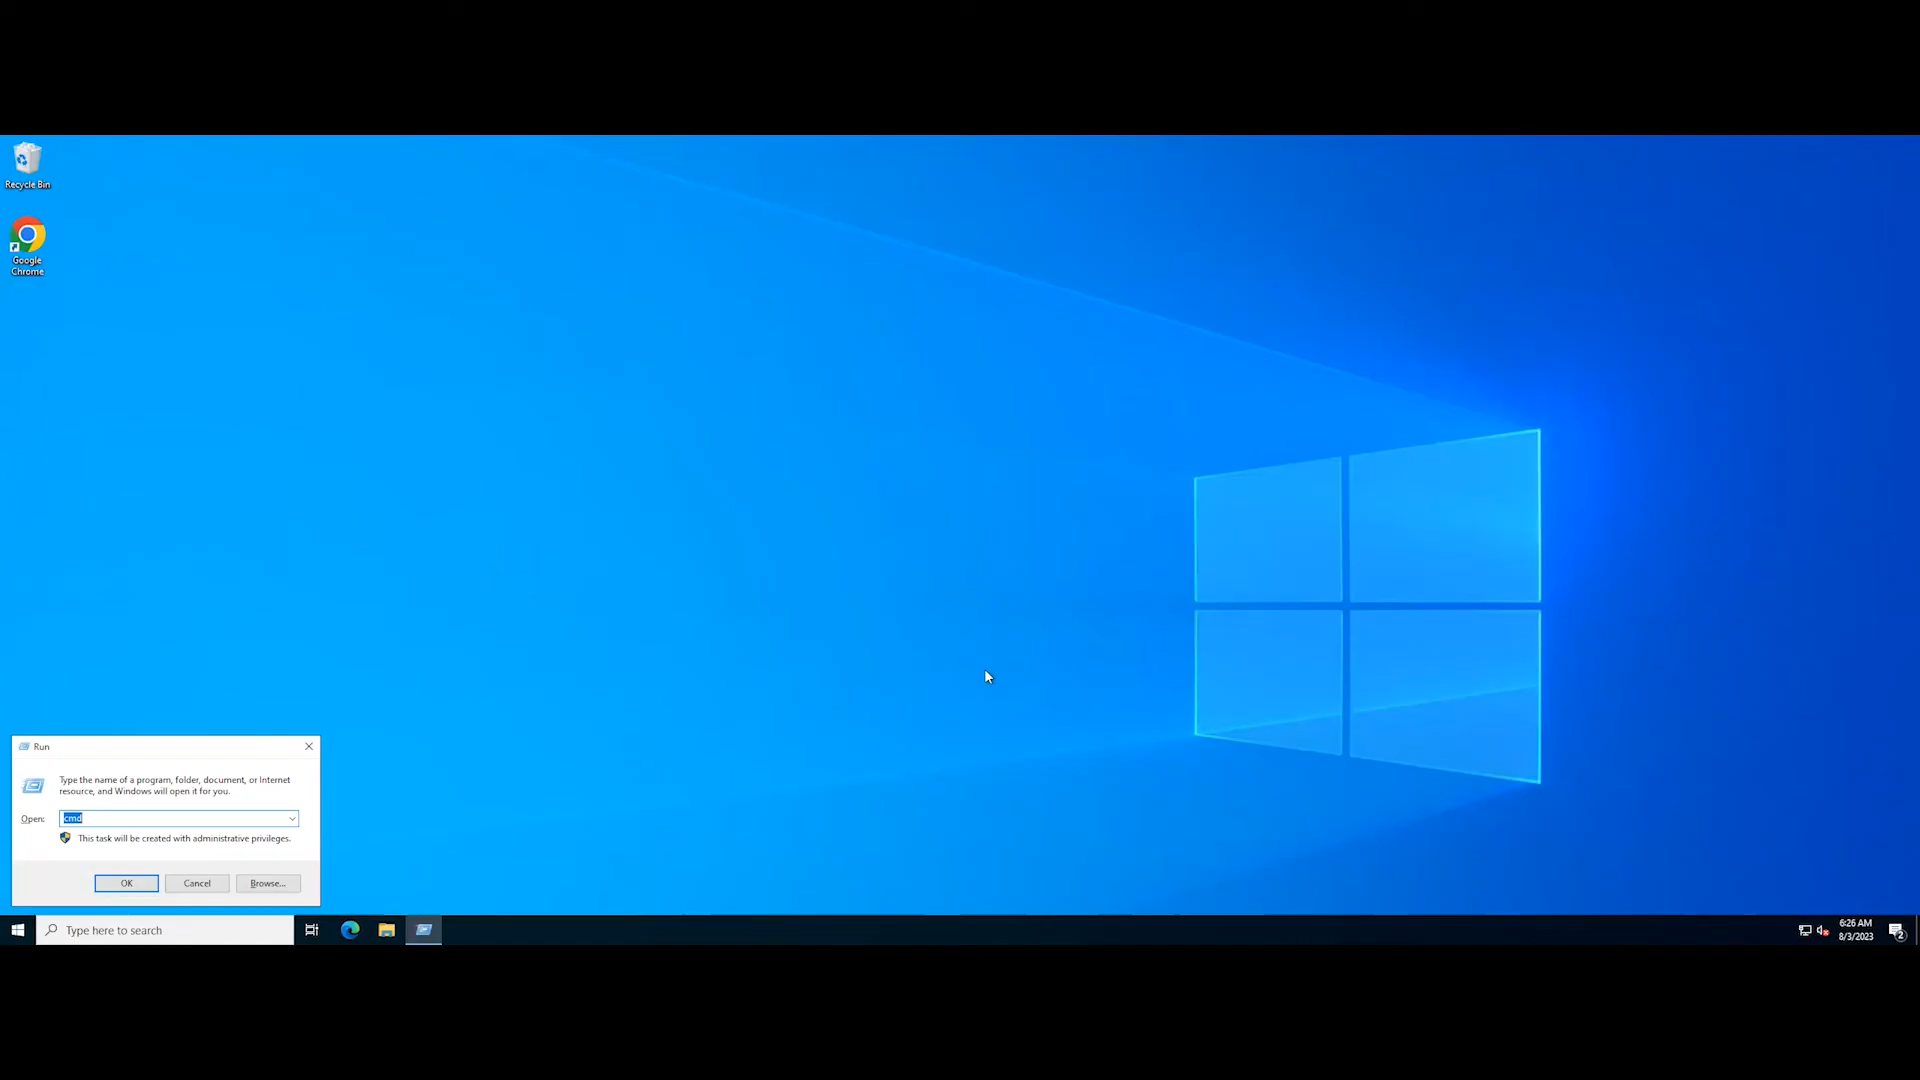 Recycle Bin
Google
Chrome
Run
Type the name of a program, folder, document, or Internet
resource, and Windows will open it for you.
Open: cmd
This task will be created with administrative privileges.
OK Cancel Browse...
Type here to search
6:26 AM
8/3/2023
2